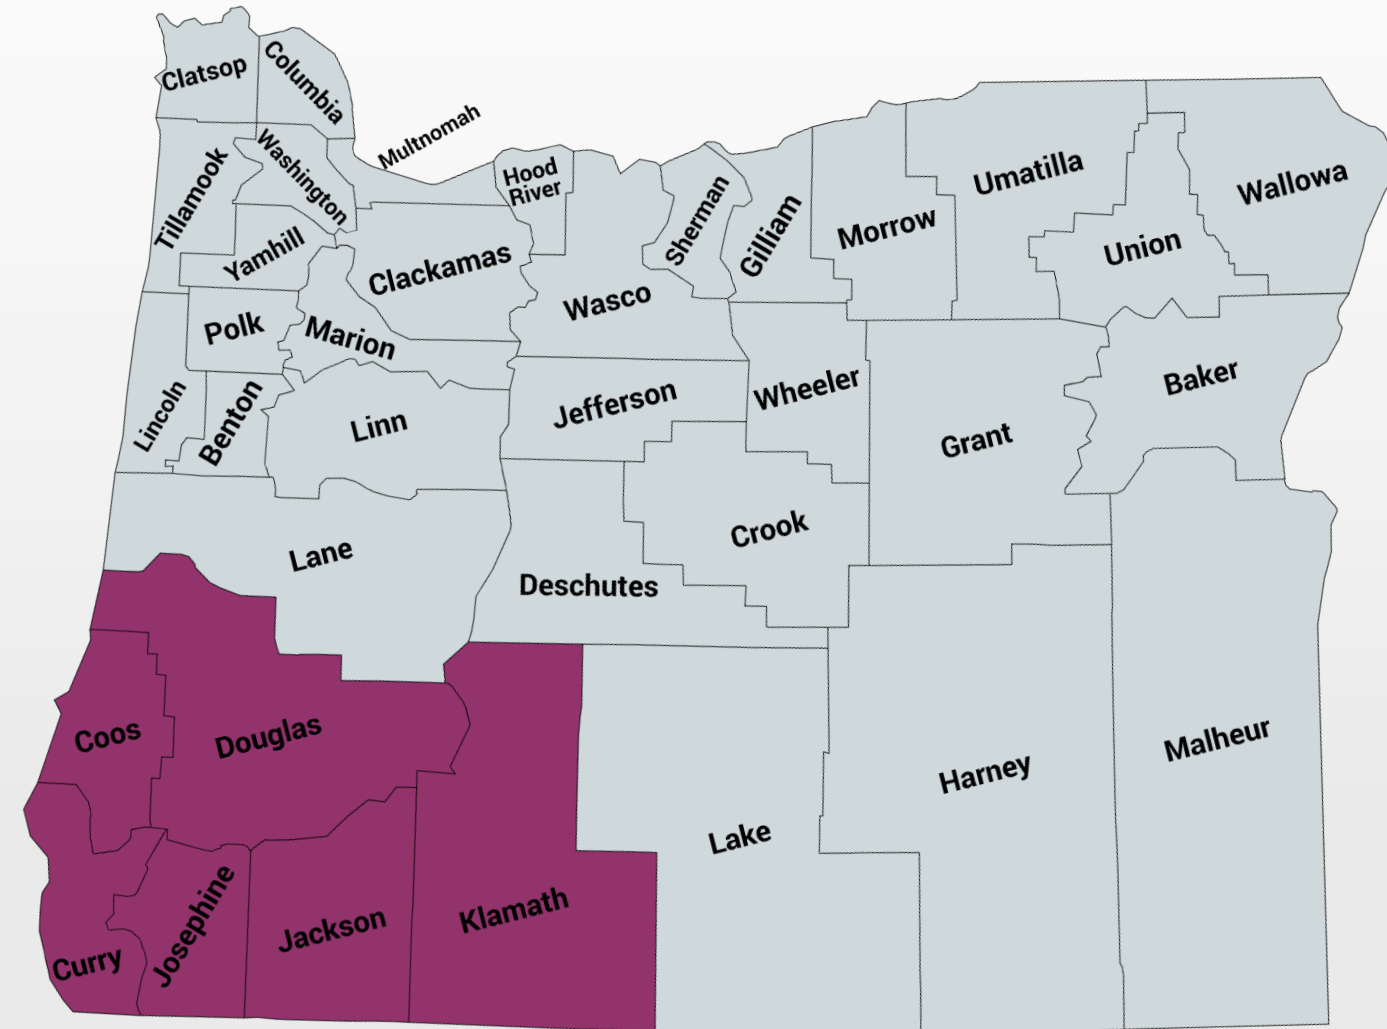 Clatsop
Columbia
Multnomah
Tillamook
Washington
Hood
River
Sherman
Gilliam
Morrow
Umatilla
Union
Wallowa
Yamhill
Clackamas
Wasco
Polk
Marion
Lincoln
Benton
Linn
Jefferson
Wheeler
Grant
Baker
Lane
Deschutes
Crook
Coos
Douglas
Lake
Harney
Malheur
Curry
Josephine
Jackson
Klamath